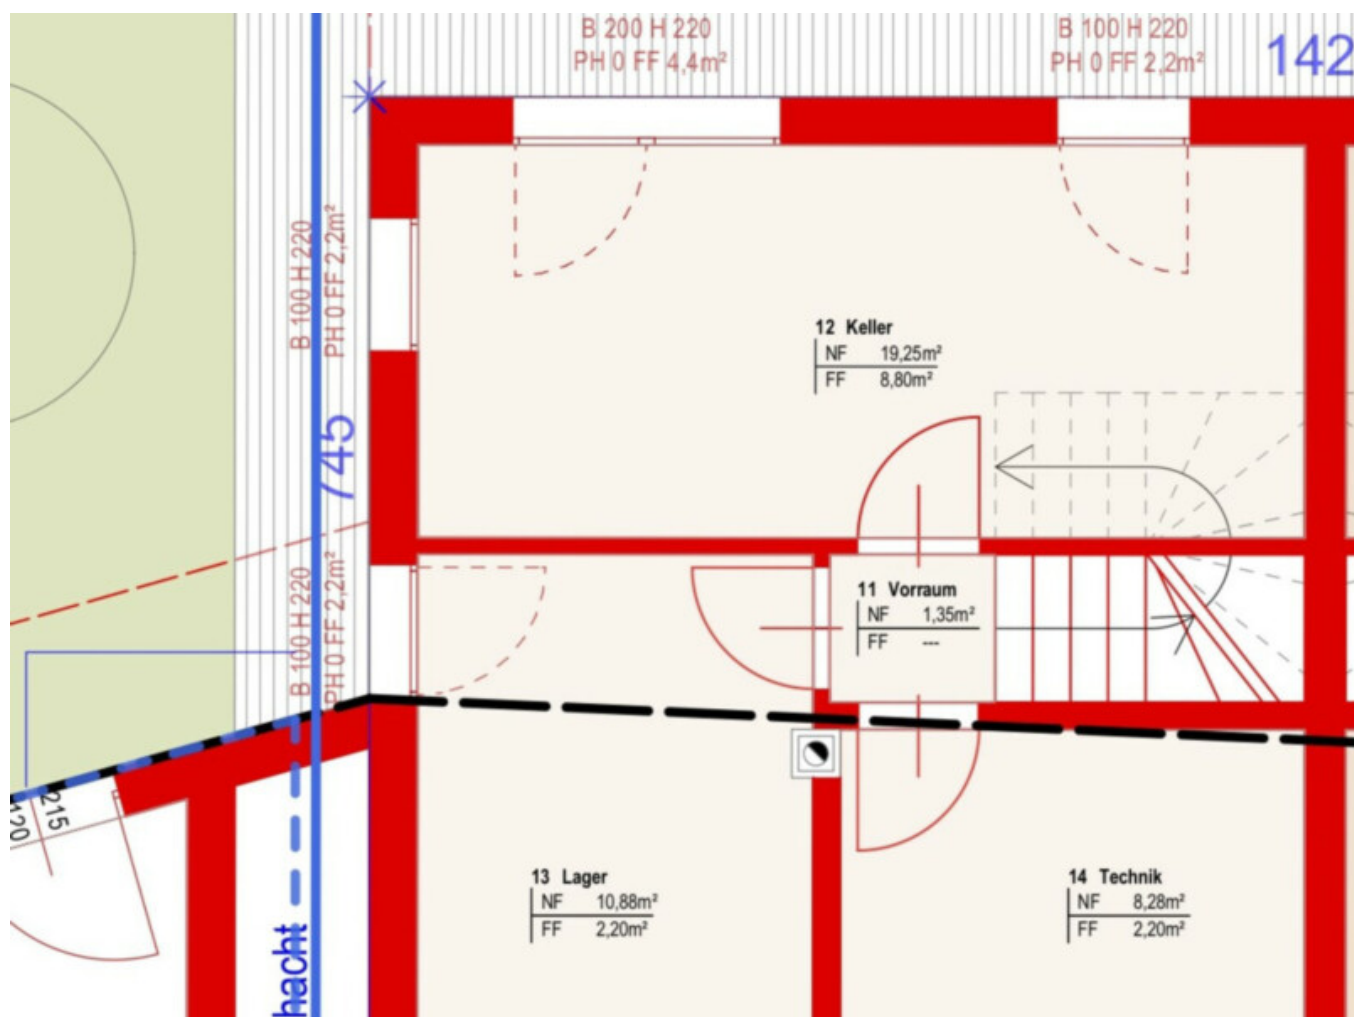 B 200 H 220
PH 0 FF 4,4m²
B 100 H 220
PH 0 FF 2,2m²
142
B 100 H 220
PH 0 FF 2,2m²
745
12 Keller
NF 19,25m²
FF 8,80m²
B 100 H 220
PH 0 FF 2,2m²
11 Vorraum
NF 1,35m²
FF ---
120
215
13 Lager
NF 10,88m²
FF 2,20m²
14 Technik
NF 8,28m²
FF 2,20m²
hacht